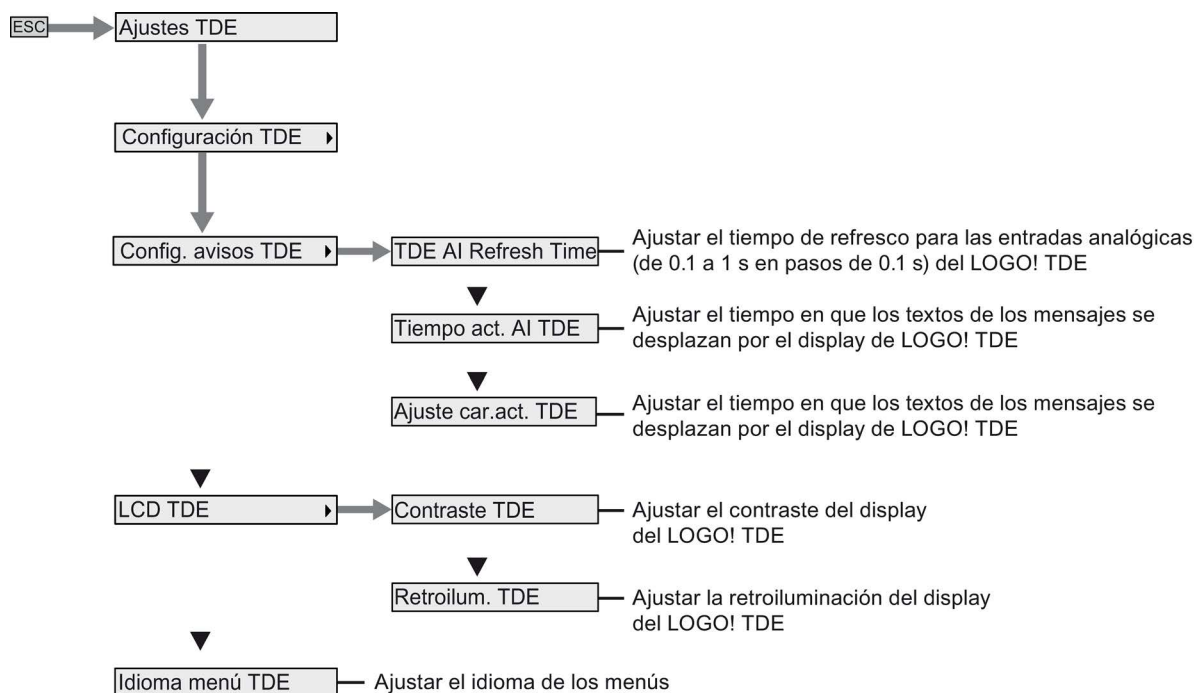 ESC
Ajustes TDE
Configuración TDE
Config. avisos TDE
TDE AI Refresh Time
Ajustar el tiempo de refresco para las entradas analógicas
(de 0.1 a 1 s en pasos de 0.1 s) del LOGO! TDE
Tiempo act. AI TDE
Ajustar el tiempo en que los textos de los mensajes se
desplazan por el display de LOGO! TDE
Ajuste car.act. TDE
Ajustar el tiempo en que los textos de los mensajes se
desplazan por el display de LOGO! TDE
LCD TDE
Contraste TDE
Ajustar el contraste del display
del LOGO! TDE
Retroilum. TDE
Ajustar la retroiluminación del display
del LOGO! TDE
Idioma menú TDE
Ajustar el idioma de los menús